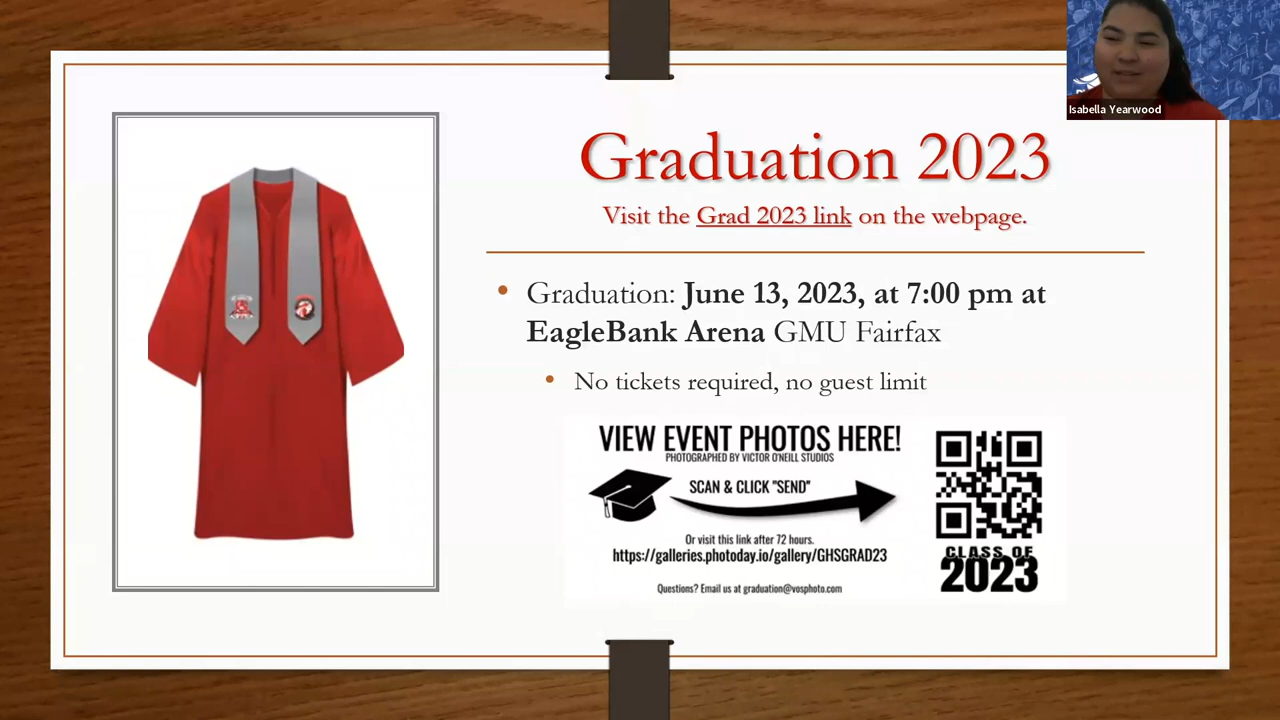 Isabella Yearwood
Graduation 2023
Visit the Grad 2023 link on the webpage.
• Graduation: June 13, 2023, at 7:00 pm at
EagleBank Arena GMU Fairfax
• No tickets required, no guest limit
VIEW EVENT PHOTOS HERE!
PHOTOGRAPHED BY VICTOR O'NEILL STUDIOS
SCAN & CLICK "SEND"
Or visit this link after 72 hours.
https://galleries.photoday.io/gallery/GHSGRAD23
Questions? Email us at graduation@vosphoto.com
CLASS OF
2023